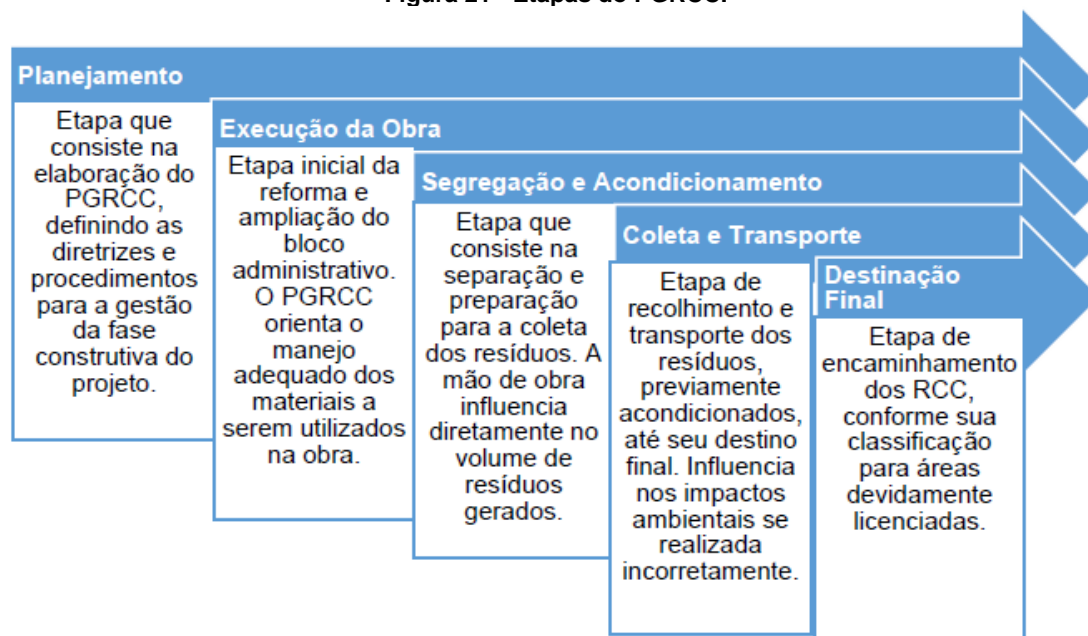 Figura 21 - Etapas do PGRCC.
Planejamento
Etapa que
consiste na
elaboração do
PGRCC,
definindo as
diretrizes e
procedimentos
para a gestão
da fase
construtiva do
projeto.
Execução da Obra
Etapa inicial da
reforma e
ampliação do
bloco
administrativo.
O PGRCC
orienta o
manejo
adequado dos
materiais a
serem utilizados
na obra.
Segregação e Acondicionamento
Etapa que
consiste na
separação e
preparação
para a coleta
dos resíduos. A
mão de obra
influencia
diretamente no
volume de
resíduos
gerados.
Coleta e Transporte
Etapa de
recolhimento e
transporte dos
resíduos,
previamente
acondicionados,
até seu destino
final. Influencia
nos impactos
ambientais se
realizada
incorretamente.
Destinação
Final
Etapa de
encaminhamento
dos RCC,
conforme sua
classificação
para áreas
devidamente
licenciadas.